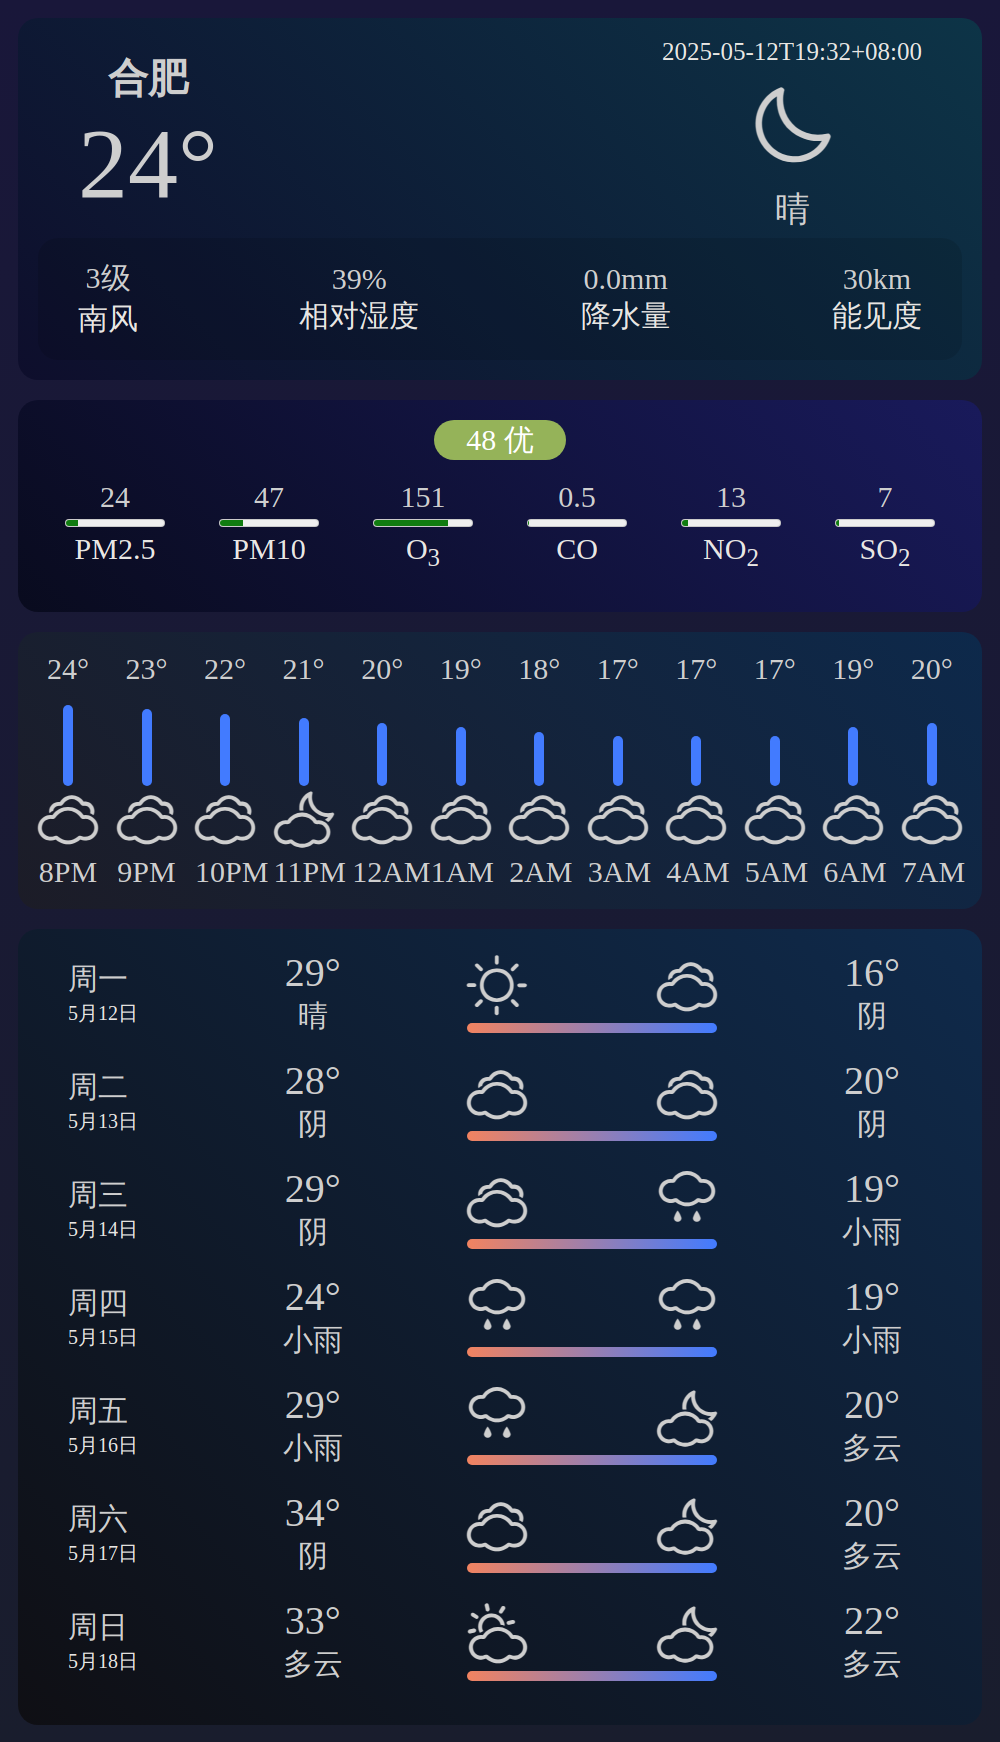 合肥
24°
2025-05-12T19:32+08:00
晴
3级 39% 0.0mm 30km
南风 相对湿度 降水量 能见度
48 优
24 47 151 0.5 13 7
PM2.5 PM10 O3 CO NO2 SO2
24° 23° 22° 21° 20° 19° 18° 17° 17° 17° 19° 20°
8PM 9PM 10PM 11PM 12AM 1AM 2AM 3AM 4AM 5AM 6AM 7AM
周一 29° 16°
5月12日 晴 阴
周二 28° 20°
5月13日 阴 阴
周三 29° 19°
5月14日 阴 小雨
周四 24° 19°
5月15日 小雨 小雨
周五 29° 20°
5月16日 小雨 多云
周六 34° 20°
5月17日 阴 多云
周日 33° 22°
5月18日 多云 多云